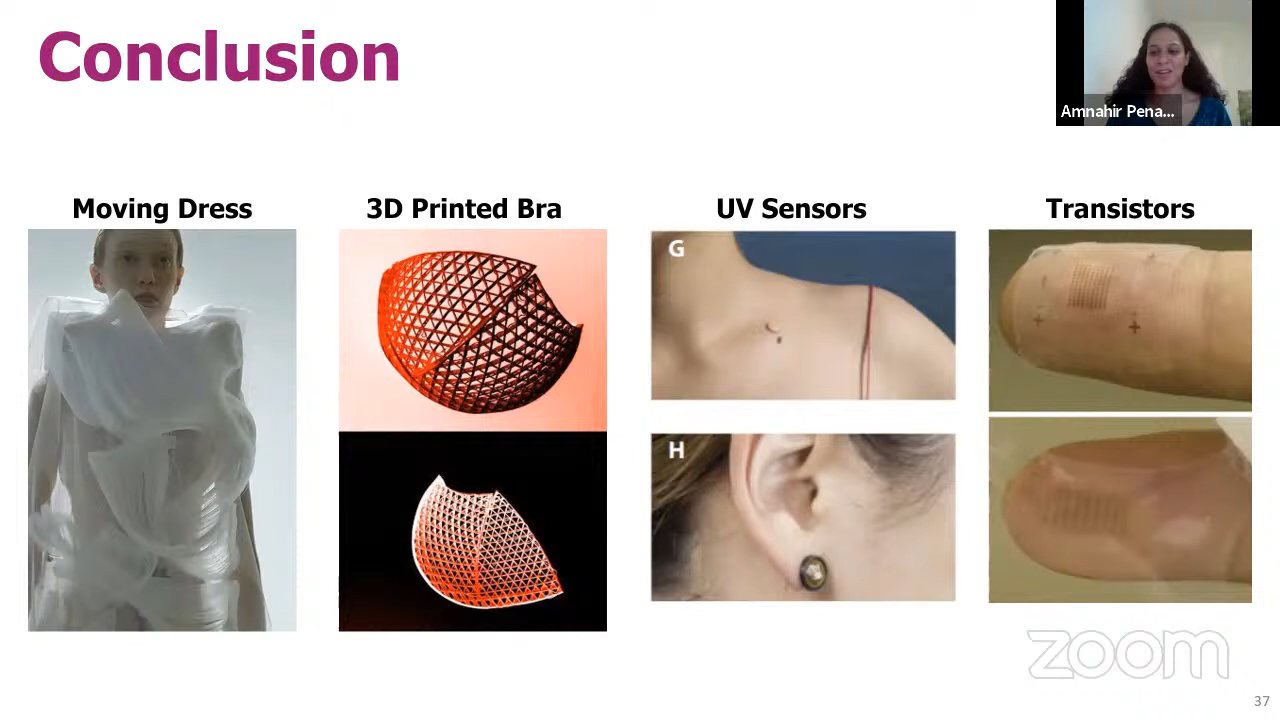 Conclusion
Amnahir Pena...
Moving Dress
3D Printed Bra
UV Sensors
Transistors
G
H
zoom
37